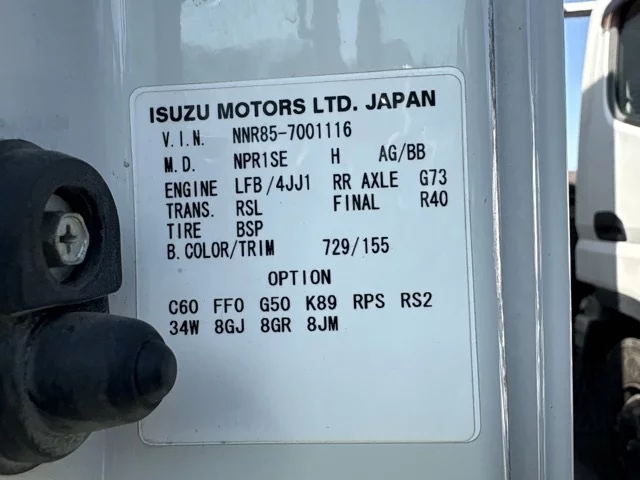 ISUZU MOTORS LTD. JAPAN
V.I.N. NNR85-7001116
M.D. NPR1SE H AG/BB
ENGINE LFB/4JJ1 RR AXLE G73
TRANS. RSL FINAL R40
TIRE BSP
B.COLOR/TRIM 729/155
OPTION
C60 FF0 G50 K89 RPS RS2
34W 8GJ 8GR 8JM